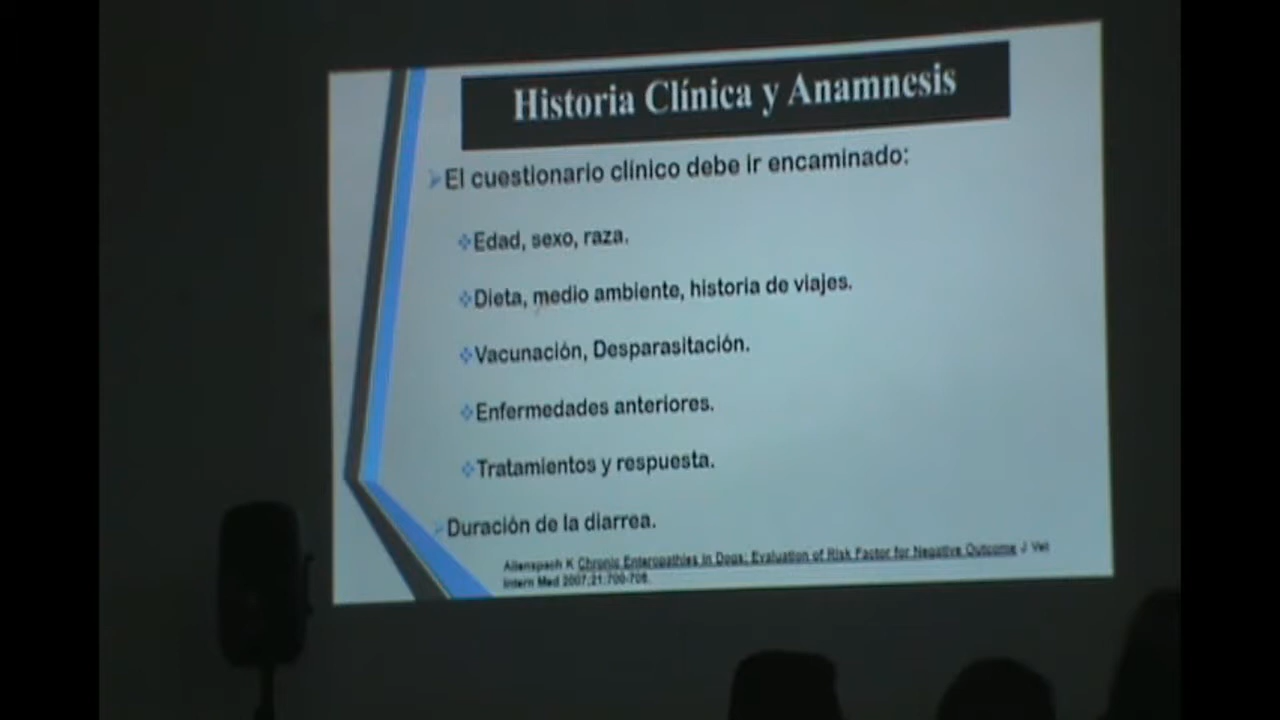 Historia Clínica y Anamnesis
El cuestionario clínico debe ir encaminado:
Edad, sexo, raza.
Dieta, medio ambiente, historia de viajes.
Vacunación, Desparasitación.
Enfermedades anteriores.
Tratamientos y respuesta.
Duración de la diarrea.
Allenspach K Chronic Enteropathies in Dogs: Evaluation of Risk Factor for Negative Outcome J Vet
Intern Med 2007;21:700-708.